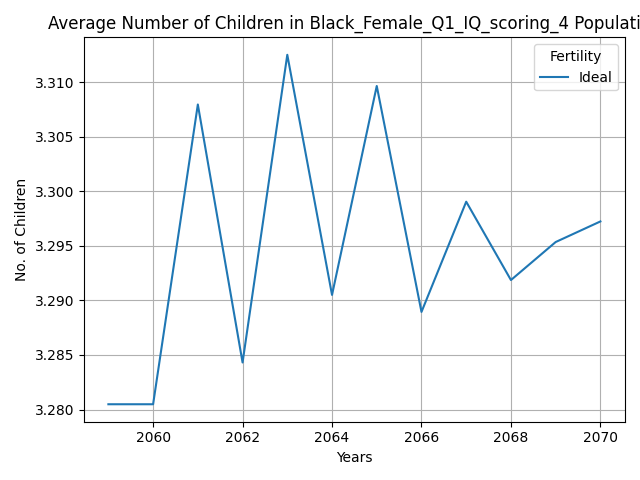 Average Number of Children in Black_Female_Q1_IQ_scoring_4 Populati
Fertility
Ideal
3.310
3.305
3.300
3.295
3.290
3.285
3.280
No. of Children
2060 2062 2064 2066 2068 2070
Years